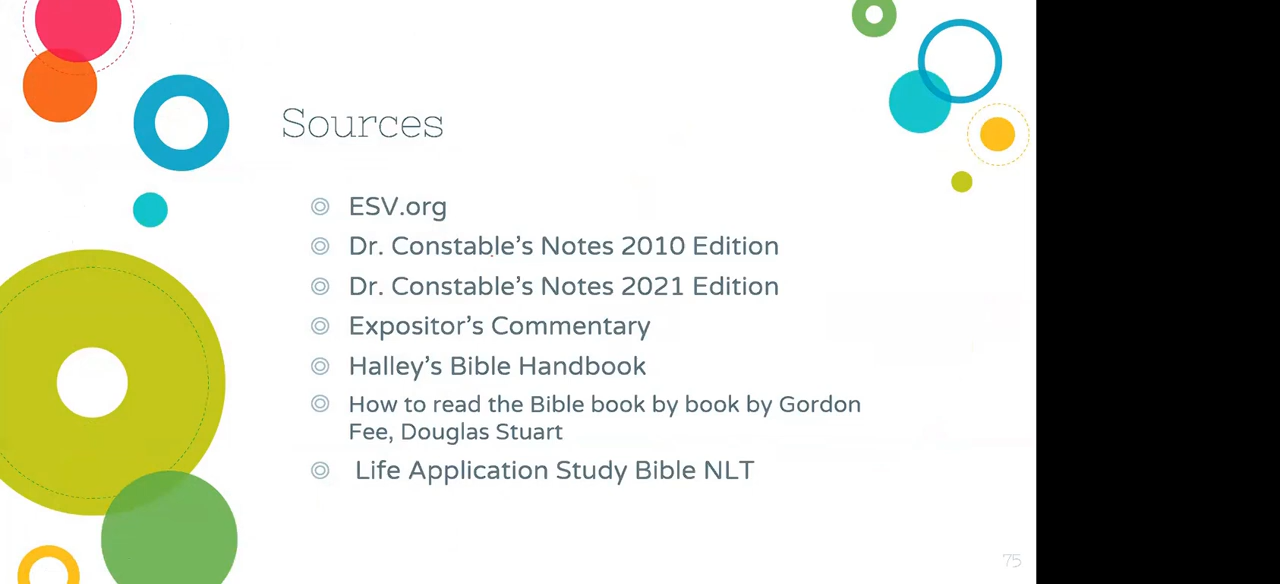 Sources
ESV.org
Dr. Constable's Notes 2010 Edition
Dr. Constable's Notes 2021 Edition
Expositor's Commentary
Halley's Bible Handbook
How to read the Bible book by book by Gordon
Fee, Douglas Stuart
Life Application Study Bible NLT
75